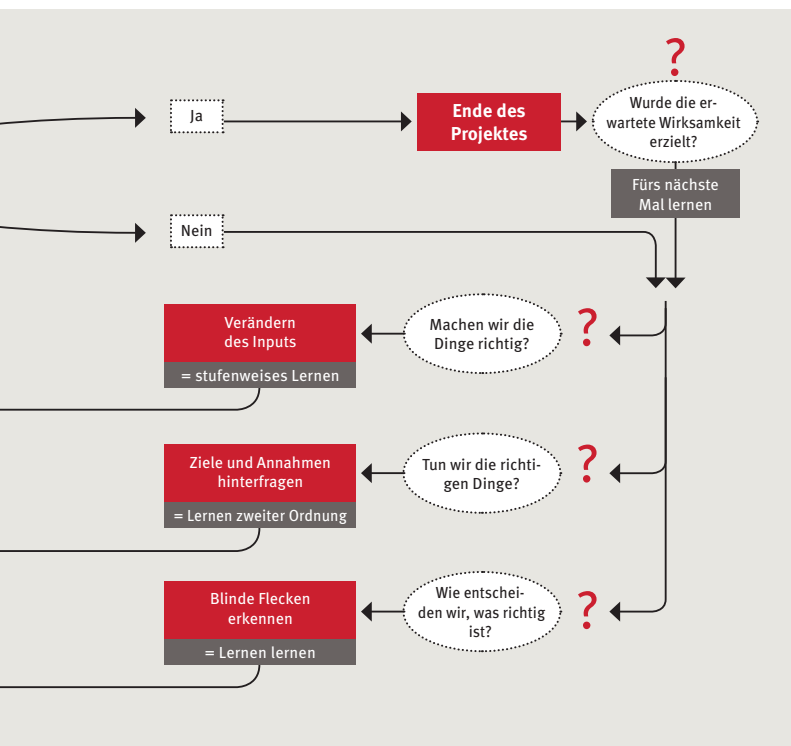 ?
Ja
Ende des
Projektes
Wurde die er-
wartete Wirksamkeit
erzielt?
Fürs nächste
Mal lernen
Nein
Verändern
des Inputs
= stufenweises Lernen
Machen wir die
Dinge richtig?
?
Ziele und Annahmen
hinterfragen
= Lernen zweiter Ordnung
Tun wir die richti-
gen Dinge?
?
Blinde Flecken
erkennen
= Lernen lernen
Wie entschei-
den wir, was richtig
ist?
?